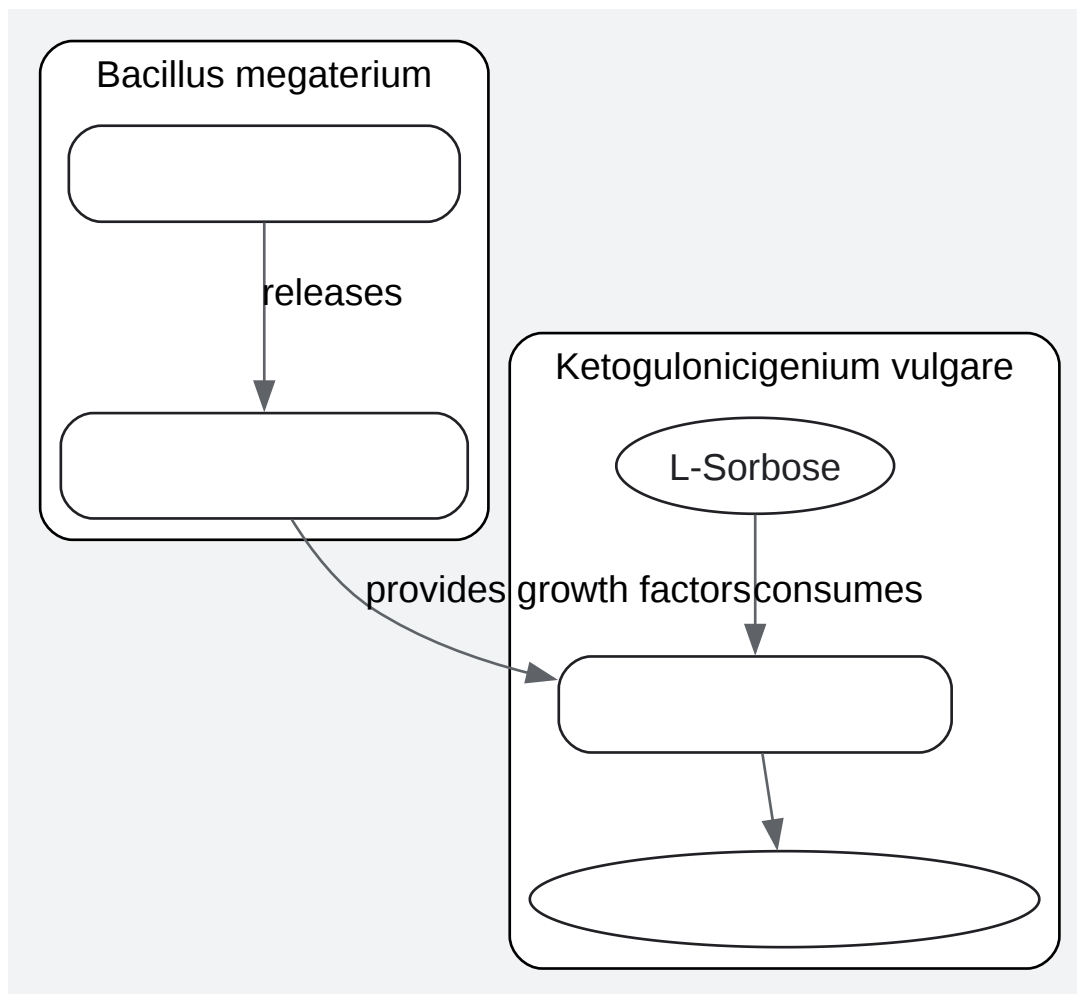 Bacillus megaterium
releases
Ketogulonicigenium vulgare
L-Sorbose
provides growth factors
consumes